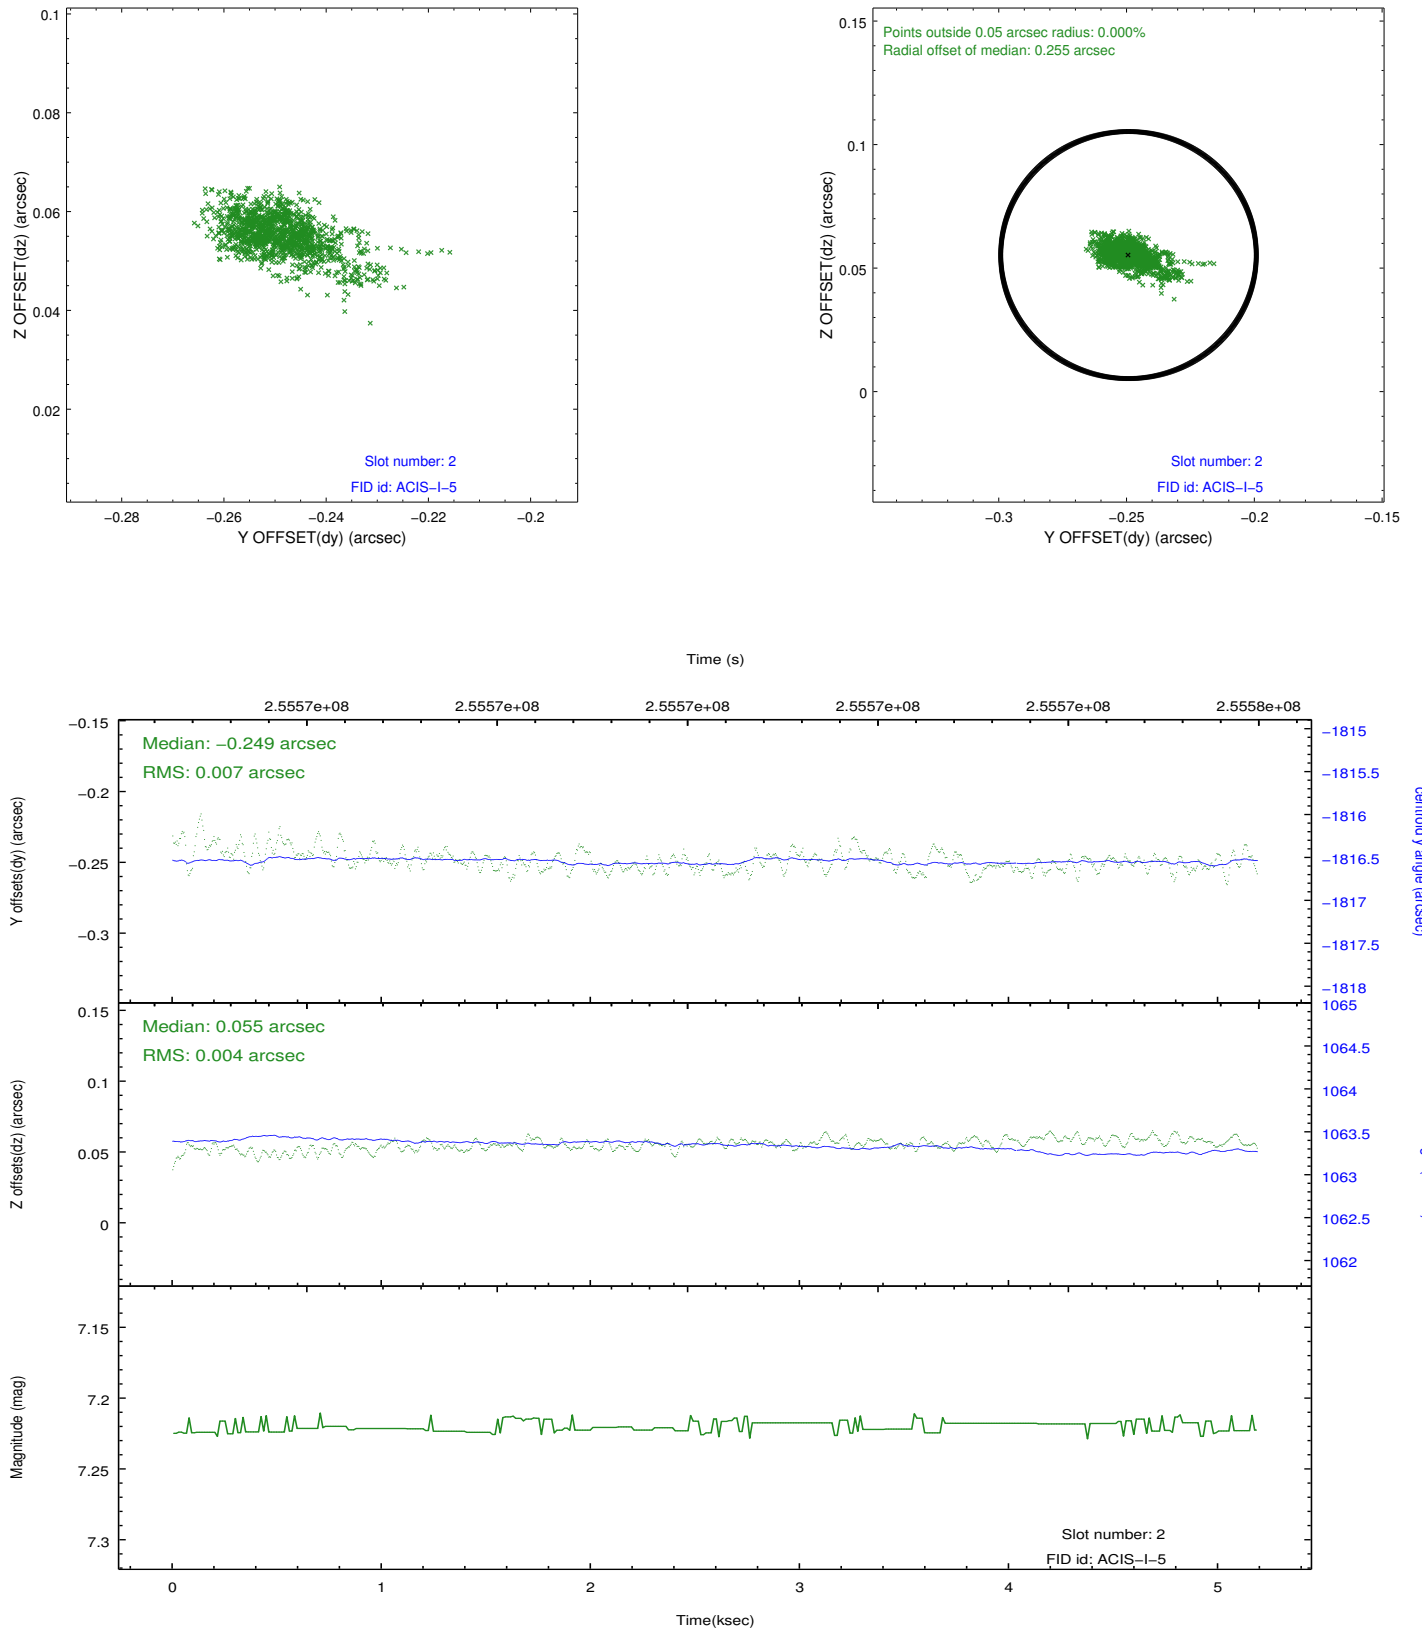 0.1
0.08
0.06
0.04
0.02
Z OFFSET(dz) (arcsec)
Slot number: 2
FID id: ACIS−I−5
−0.28 −0.26 −0.24 −0.22 −0.2
Y OFFSET(dy) (arcsec)
Points outside 0.05 arcsec radius: 0.000%
Radial offset of median: 0.255 arcsec
0.15
0.1
0.05
0
Z OFFSET(dz) (arcsec)
Slot number: 2
FID id: ACIS−I−5
−0.3 −0.25 −0.2 −0.15
Y OFFSET(dy) (arcsec)
Time (s)
2.5557e+08 2.5557e+08 2.5557e+08 2.5557e+08 2.5557e+08 2.5558e+08
Median: −0.249 arcsec
RMS: 0.007 arcsec
−0.15
−0.2
−0.25
−0.3
Y offsets(dy) (arcsec)
−1815
−1815.5
−1816
−1816.5
−1817
−1817.5
−1818
centroid y angle (arcsec)
Median: 0.055 arcsec
RMS: 0.004 arcsec
0.15
0.1
0.05
0
Z offsets(dz) (arcsec)
1065
1064.5
1064
1063.5
1063
1062.5
1062
7.15
7.2
7.25
7.3
Magnitude (mag)
Slot number: 2
FID id: ACIS−I−5
0 1 2 3 4 5
Time(ksec)